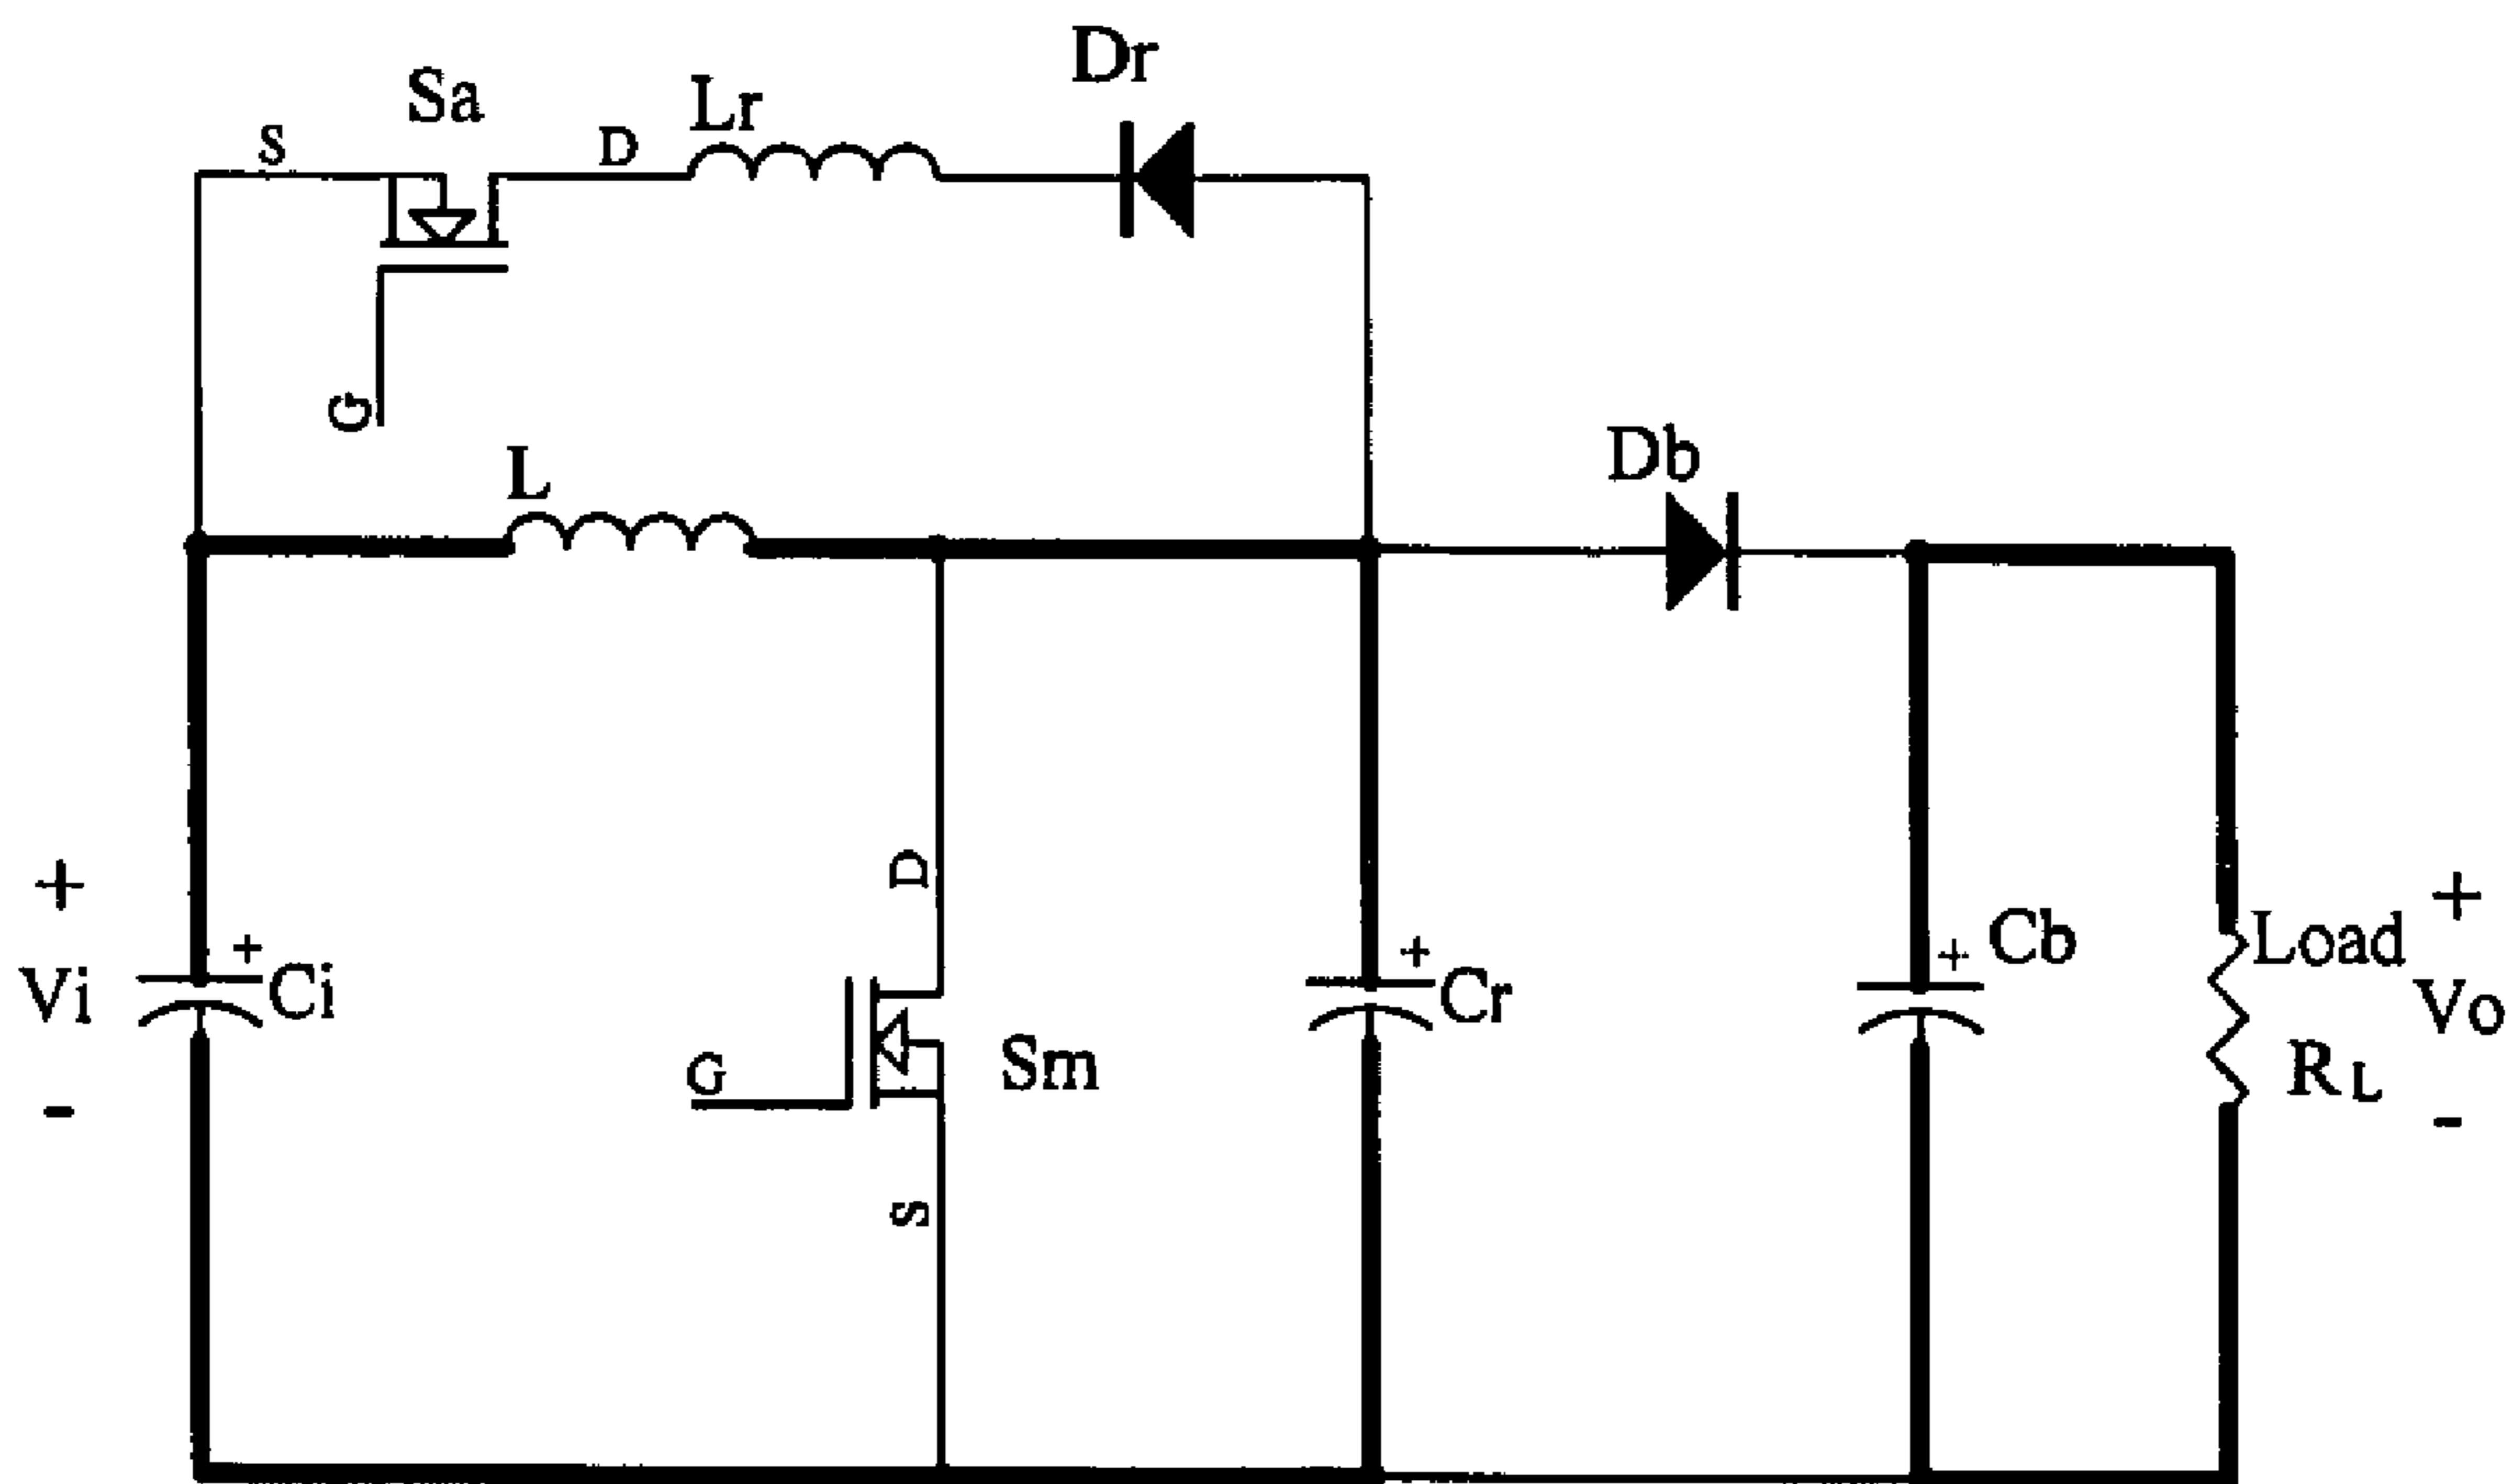 Dr
Sa
Lr
S
D
G
L
Db
D
+
+
Vi
-
+
Ci
G
Sm
S
+
Cr
+
Cb
Load
Vo
RL
-